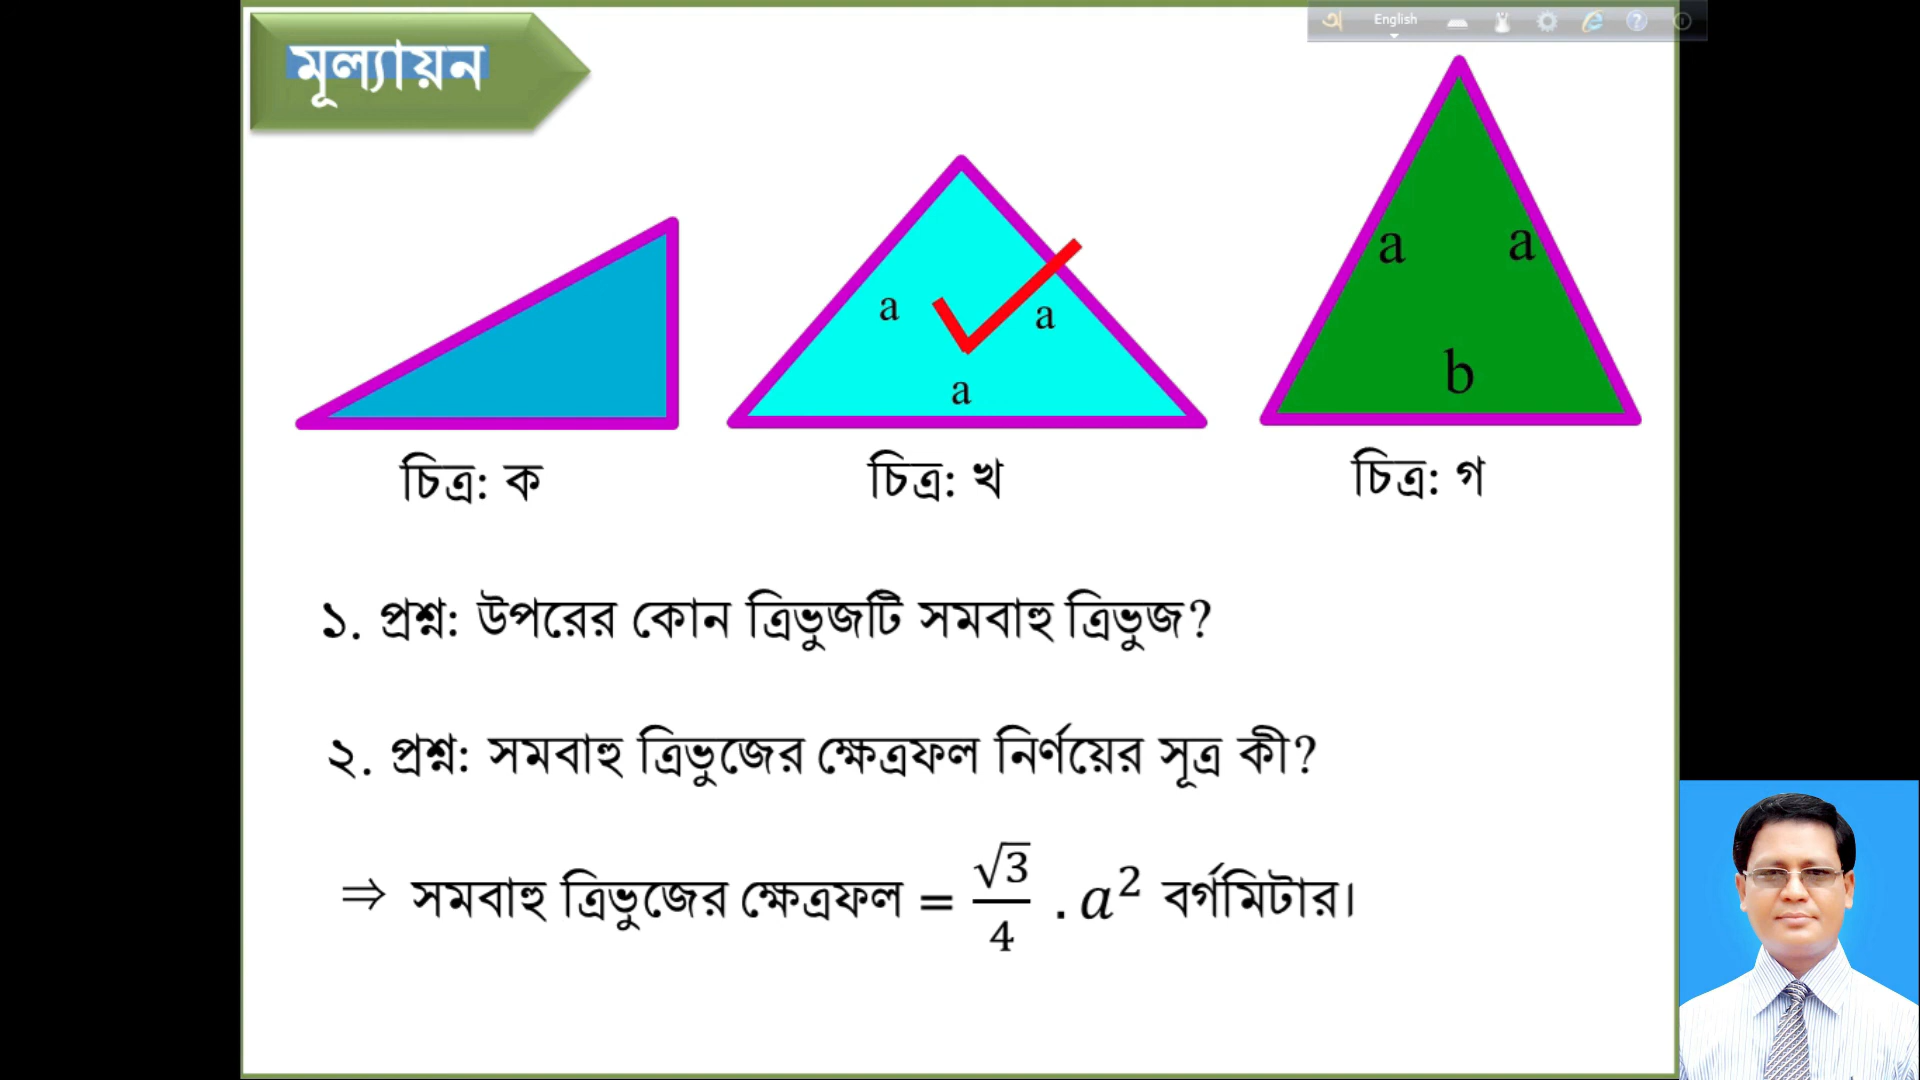 English
মূল্যায়ন
a
a
a
a
a
b
চিত্র: ক
চিত্র: খ
চিত্র: গ
১. প্রশ্ন: উপরের কোন ত্রিভুজটি সমবাহু ত্রিভুজ?
২. প্রশ্ন: সমবাহু ত্রিভুজের ক্ষেত্রফল নির্ণয়ের সূত্র কী?
⇒ সমবাহু ত্রিভুজের ক্ষেত্রফল = √3/4 . a² বর্গমিটার।